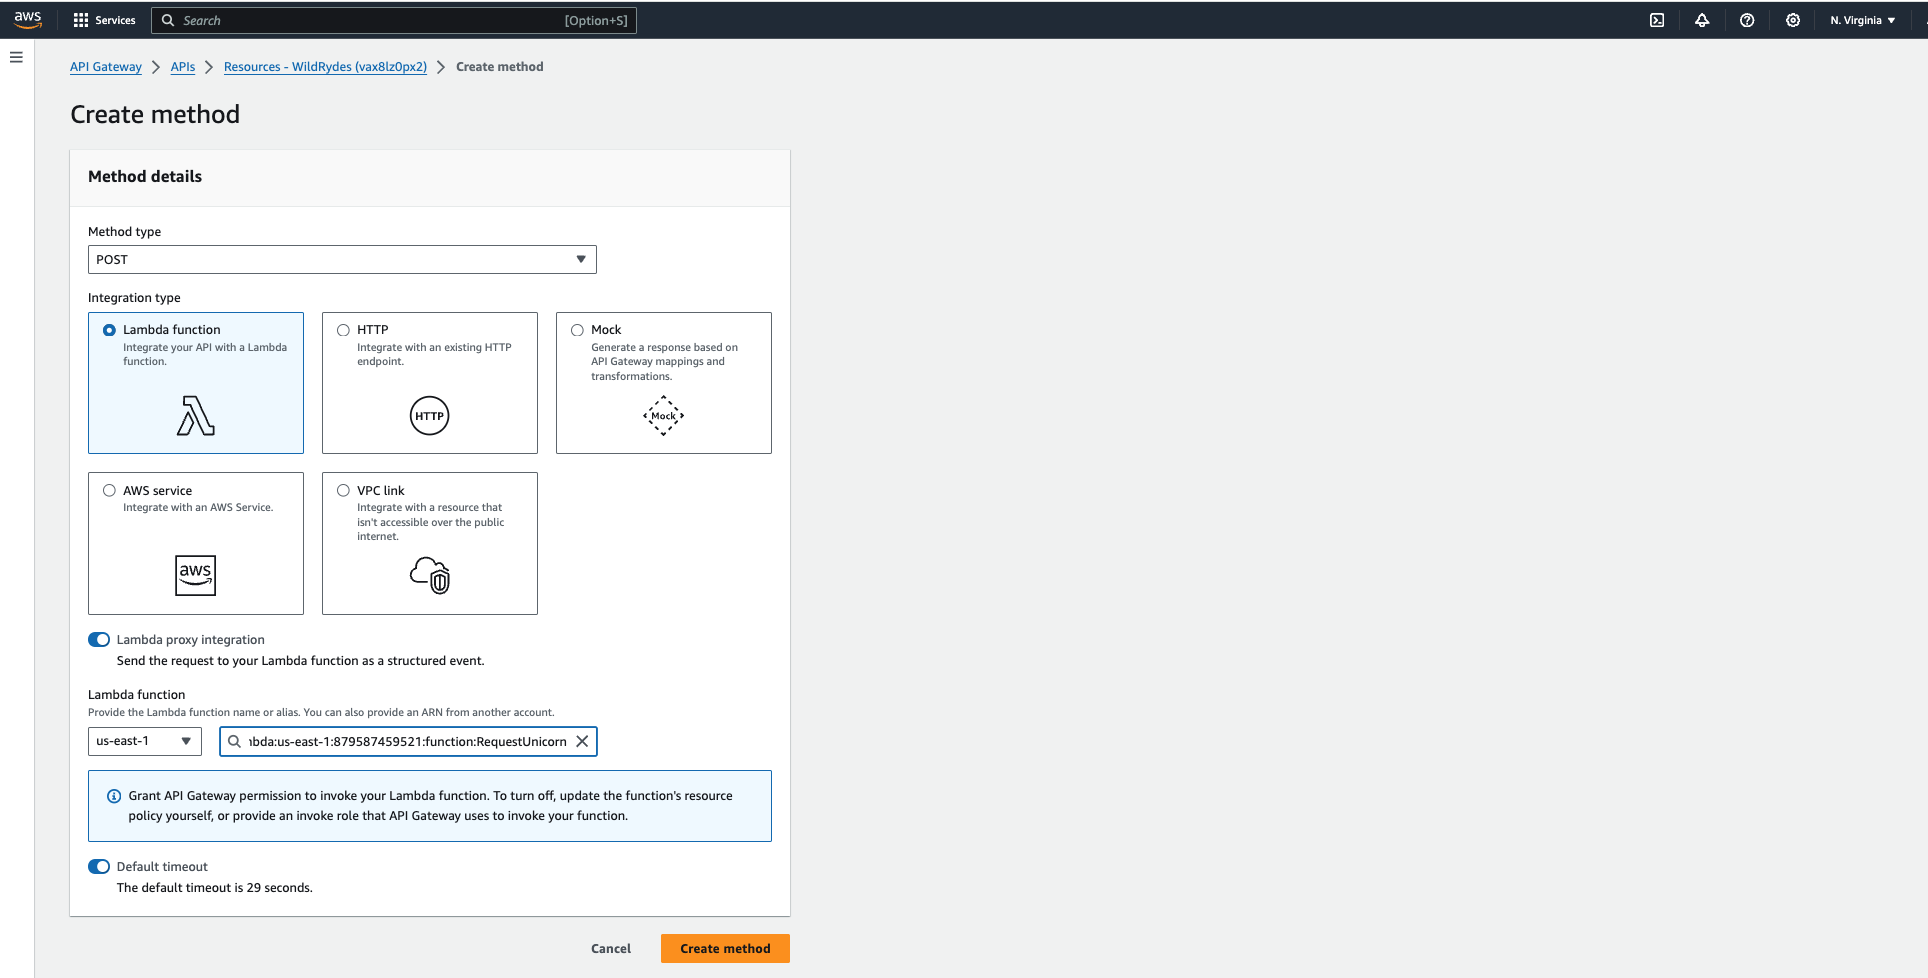 aws Services Search [Option+S] N. Virginia
API Gateway APIs Resources - WildRydes (vax8lz0px2) Create method
Create method
Method details
Method type
POST
Integration type
Lambda function
Integrate your API with a Lambda
function.
HTTP
Integrate with an existing HTTP
endpoint.
HTTP
Mock
Generate a response based on
API Gateway mappings and
transformations.
Mock
AWS service
Integrate with an AWS Service.
aws
VPC link
Integrate with a resource that
isn't accessible over the public
internet.
Lambda proxy integration
Send the request to your Lambda function as a structured event.
Lambda function
Provide the Lambda function name or alias. You can also provide an ARN from another account.
us-east-1 bda:us-east-1:879587459521:function:RequestUnicorn
Grant API Gateway permission to invoke your Lambda function. To turn off, update the function's resource
policy yourself, or provide an invoke role that API Gateway uses to invoke your function.
Default timeout
The default timeout is 29 seconds.
Cancel Create method